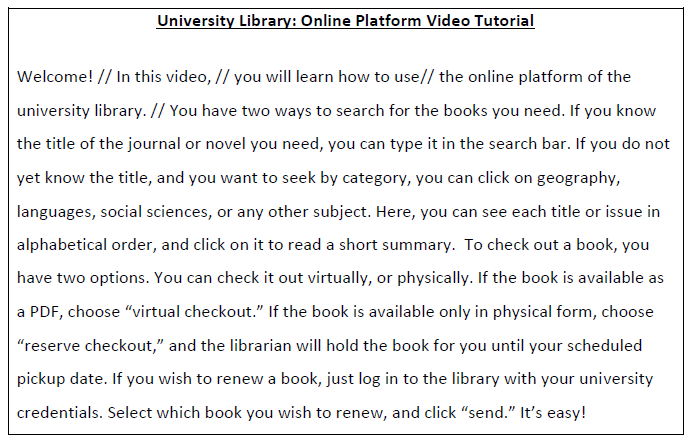 University Library: Online Platform Video Tutorial
Welcome! // In this video, // you will learn how to use// the online platform of the
university library. // You have two ways to search for the books you need. If you know
the title of the journal or novel you need, you can type it in the search bar. If you do not
yet know the title, and you want to seek by category, you can click on geography,
languages, social sciences, or any other subject. Here, you can see each title or issue in
alphabetical order, and click on it to read a short summary.  To check out a book, you
have two options. You can check it out virtually, or physically. If the book is available as
a PDF, choose “virtual checkout.” If the book is available only in physical form, choose
“reserve checkout,” and the librarian will hold the book for you until your scheduled
pickup date. If you wish to renew a book, just log in to the library with your university
credentials. Select which book you wish to renew, and click “send.” It’s easy!